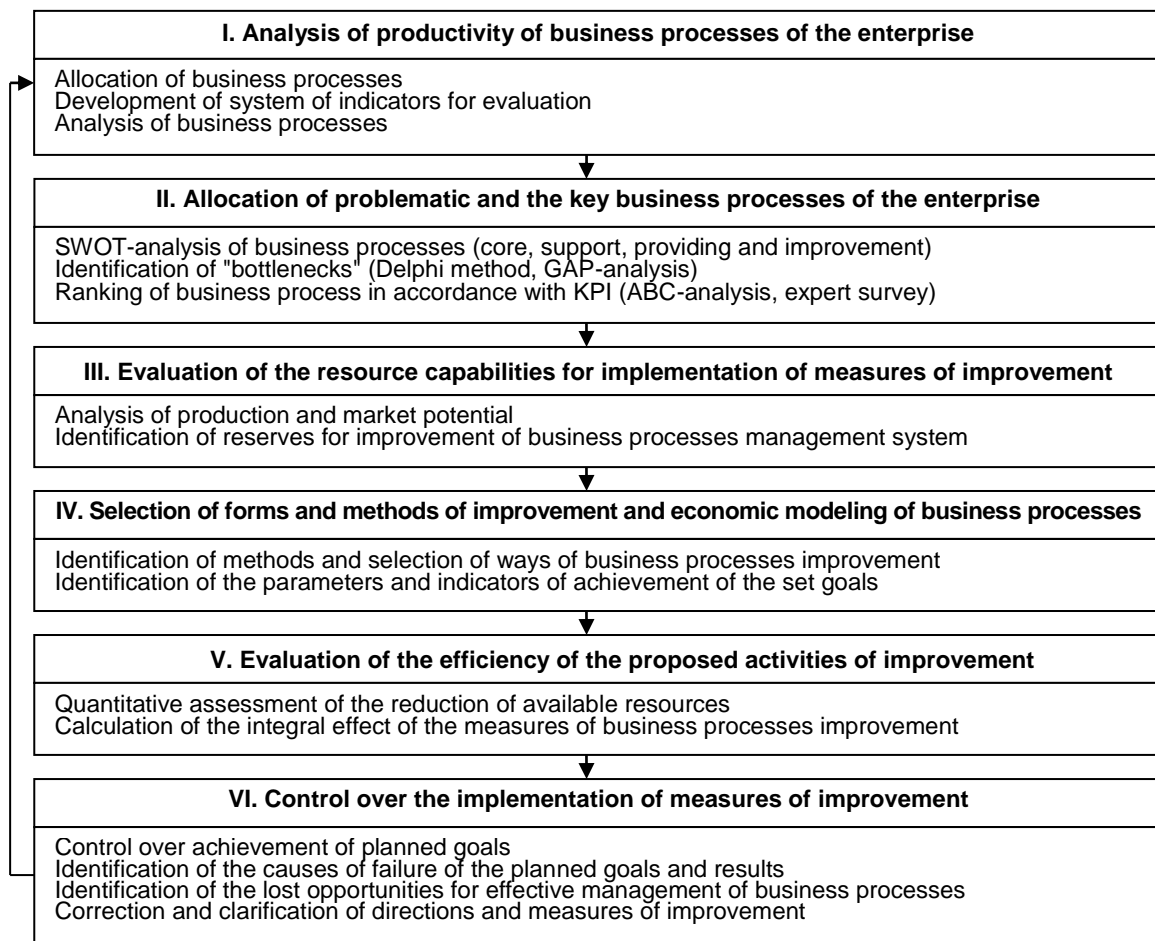 I. Analysis of productivity of business processes of the enterprise
Allocation of business processes
Development of system of indicators for evaluation
Analysis of business processes
II. Allocation of problematic and the key business processes of the enterprise
SWOT-analysis of business processes (core, support, providing and improvement)
Identification of "bottlenecks" (Delphi method, GAP-analysis)
Ranking of business process in accordance with KPI (ABC-analysis, expert survey)
III. Evaluation of the resource capabilities for implementation of measures of improvement
Analysis of production and market potential
Identification of reserves for improvement of business processes management system
IV. Selection of forms and methods of improvement and economic modeling of business processes
Identification of methods and selection of ways of business processes improvement
Identification of the parameters and indicators of achievement of the set goals
V. Evaluation of the efficiency of the proposed activities of improvement
Quantitative assessment of the reduction of available resources
Calculation of the integral effect of the measures of business processes improvement
VI. Control over the implementation of measures of improvement
Control over achievement of planned goals
Identification of the causes of failure of the planned goals and results
Identification of the lost opportunities for effective management of business processes
Correction and clarification of directions and measures of improvement